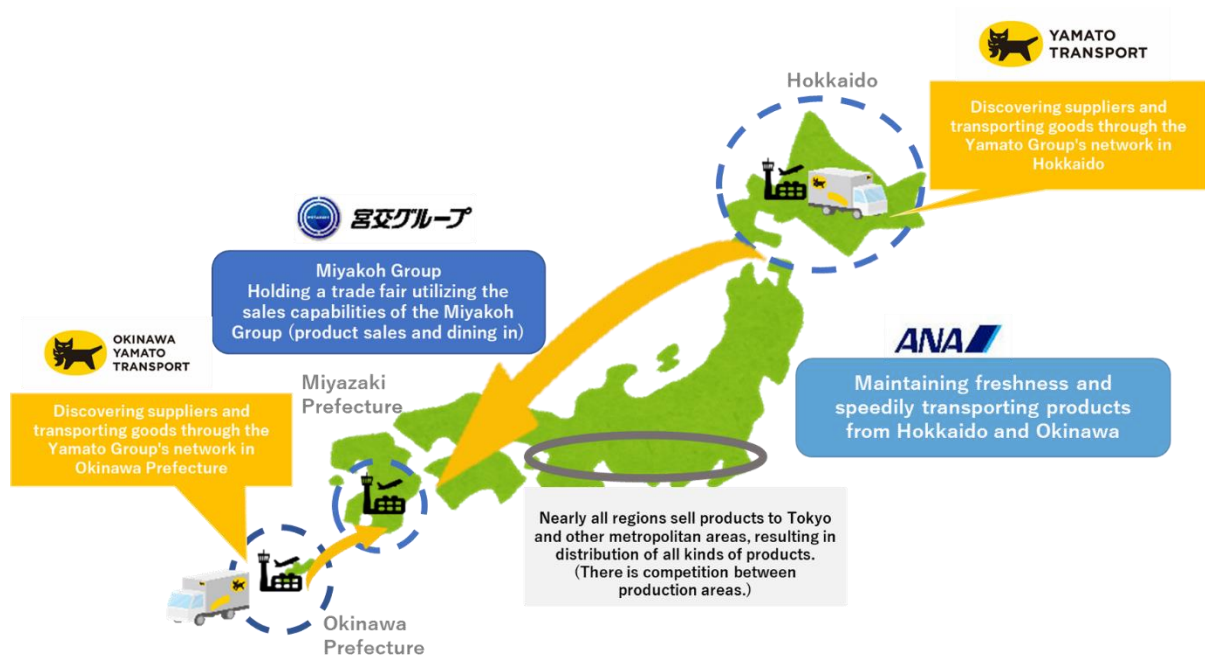 YAMATO
TRANSPORT
Hokkaido
Discovering suppliers and
transporting goods through the
Yamato Group's network in
Hokkaido
宮交グループ
Miyakoh Group
Holding a trade fair utilizing the
sales capabilities of the Miyakoh
Group (product sales and dining in)
OKINAWA
YAMATO
TRANSPORT
Miyazaki
Prefecture
ANA
Maintaining freshness and
speedily transporting products
from Hokkaido and Okinawa
Discovering suppliers and
transporting goods through the
Yamato Group's network in
Okinawa Prefecture
Nearly all regions sell products to Tokyo
and other metropolitan areas, resulting in
distribution of all kinds of products.
(There is competition between
production areas.)
Okinawa
Prefecture